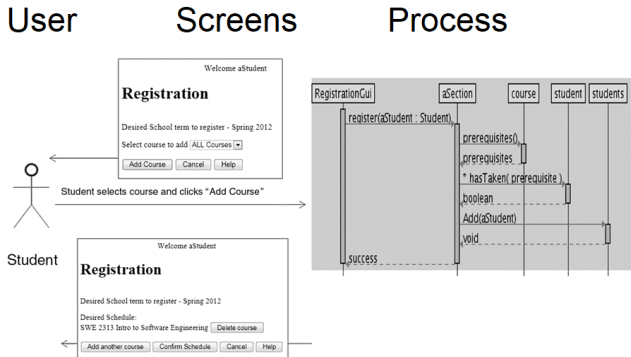 User Screens Process
Welcome aStudent
Registration
Desired School term to register - Spring 2012
Select course to add ALL Courses
Add Course Cancel Help
Student selects course and clicks “Add Course”
Student
Welcome aStudent
Registration
Desired School term to register - Spring 2012
Desired Schedule:
SWE 2313 Intro to Software Engineering Delete course
Add another course Confirm Schedule Cancel Help
RegistrationGui aSection course student students
register(aStudent : Student)
prerequisites()
prerequisites
* hasTaken( prerequisite )
boolean
Add(aStudent)
void
success